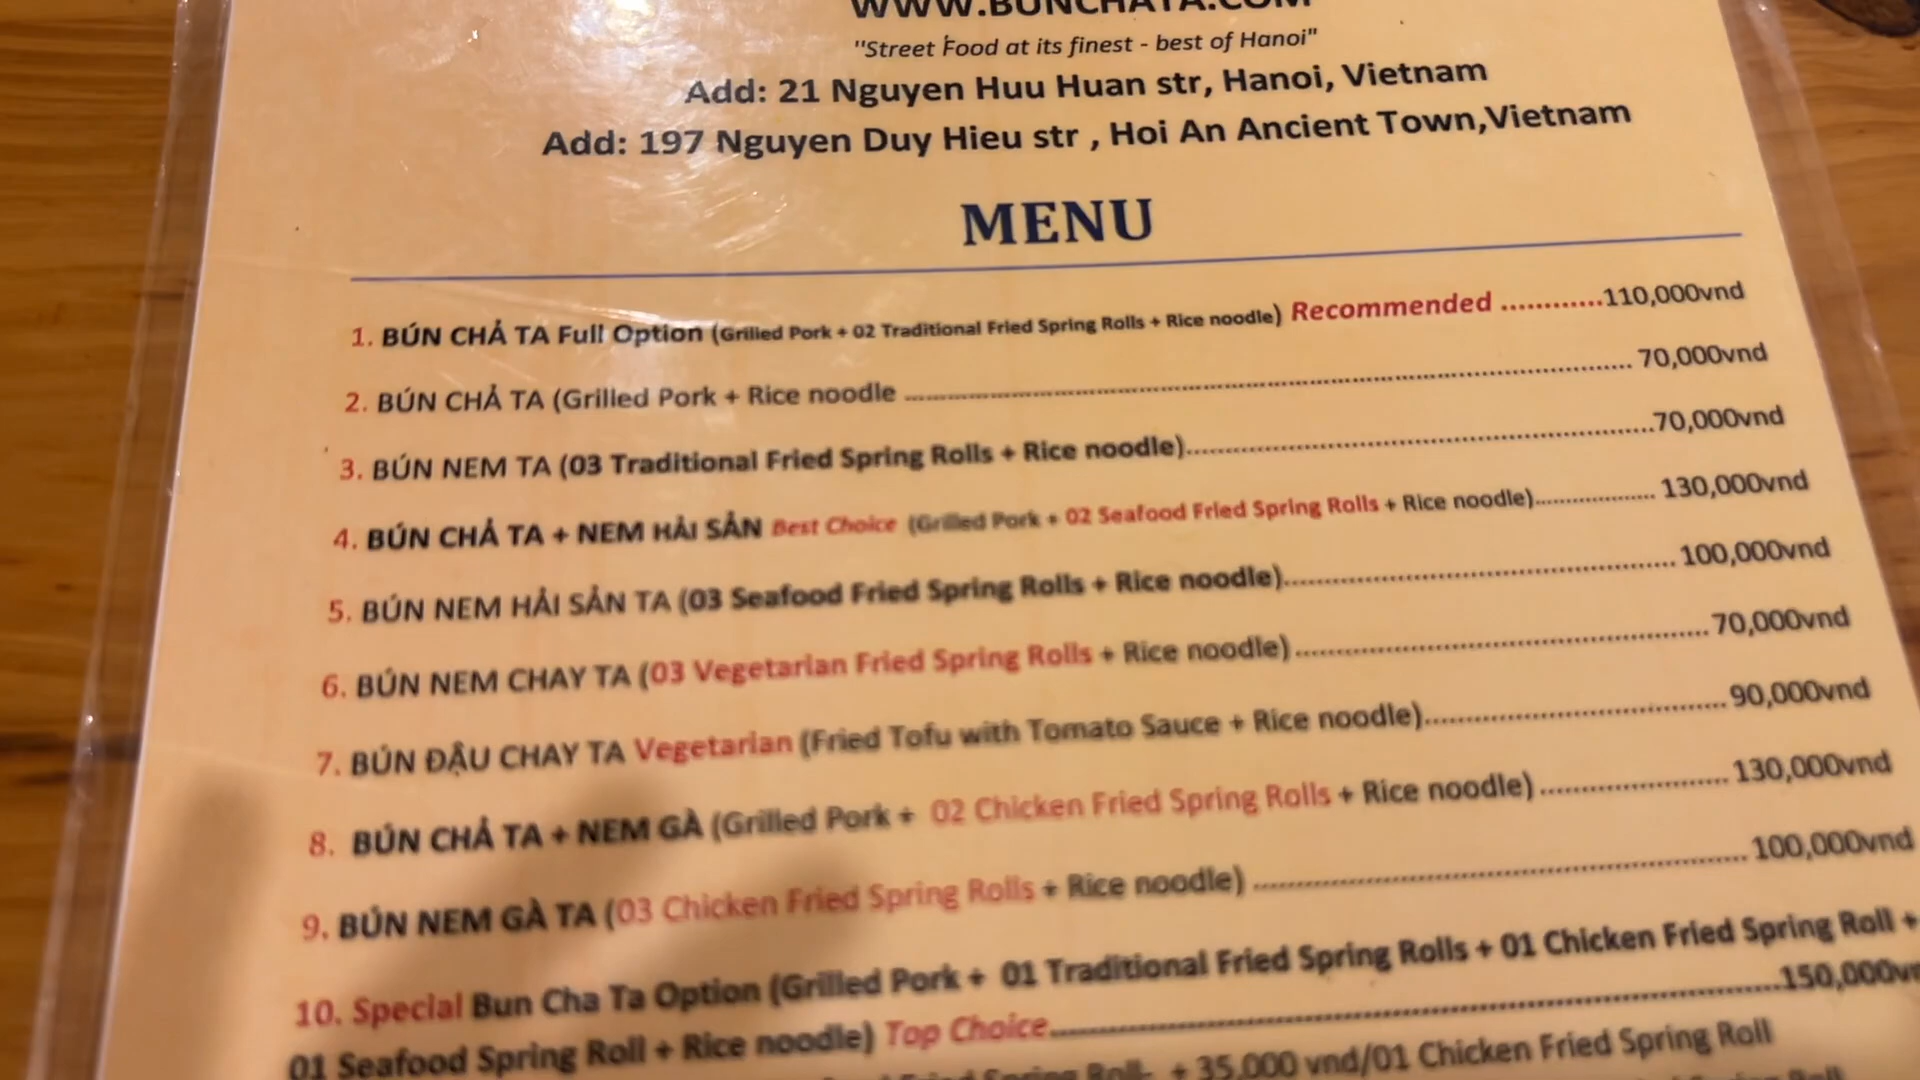 WWW.BUNCHATA.COM
"Street Food at its finest - best of Hanoi"
Add: 21 Nguyen Huu Huan str, Hanoi, Vietnam
Add: 197 Nguyen Duy Hieu str , Hoi An Ancient Town,Vietnam
MENU
1. BÚN CHẢ TA Full Option (Grilled Pork + 02 Traditional Fried Spring Rolls + Rice noodle) Recommended ............110,000vnd
2. BÚN CHẢ TA (Grilled Pork + Rice noodle ........................ 70,000vnd
3. BÚN NEM TA (03 Traditional Fried Spring Rolls + Rice noodle)........................70,000vnd
4. BÚN CHẢ TA + NEM HẢI SẢN Best Choice (Grilled Pork + 02 Seafood Fried Spring Rolls + Rice noodle)................... 130,000vnd
5. BÚN NEM HẢI SẢN TA (03 Seafood Fried Spring Rolls + Rice noodle)........................ 100,000vnd
6. BÚN NEM CHAY TA (03 Vegetarian Fried Spring Rolls + Rice noodle)........................70,000vnd
7. BÚN ĐẬU CHAY TA Vegetarian (Fried Tofu with Tomato Sauce + Rice noodle)........................90,000vnd
8. BÚN CHẢ TA + NEM GÀ (Grilled Pork + 02 Chicken Fried Spring Rolls + Rice noodle) ........................ 130,000vnd
9. BÚN NEM GÀ TA (03 Chicken Fried Spring Rolls + Rice noodle) ........................ 100,000vnd
10. Special Bun Cha Ta Option (Grilled Pork + 01 Traditional Fried Spring Rolls + 01 Chicken Fried Spring Roll +
01 Seafood Spring Roll + Rice noodle) Top Choice........................150,000v
Spring Roll + 35,000 vnd/01 Chicken Fried Spring Roll